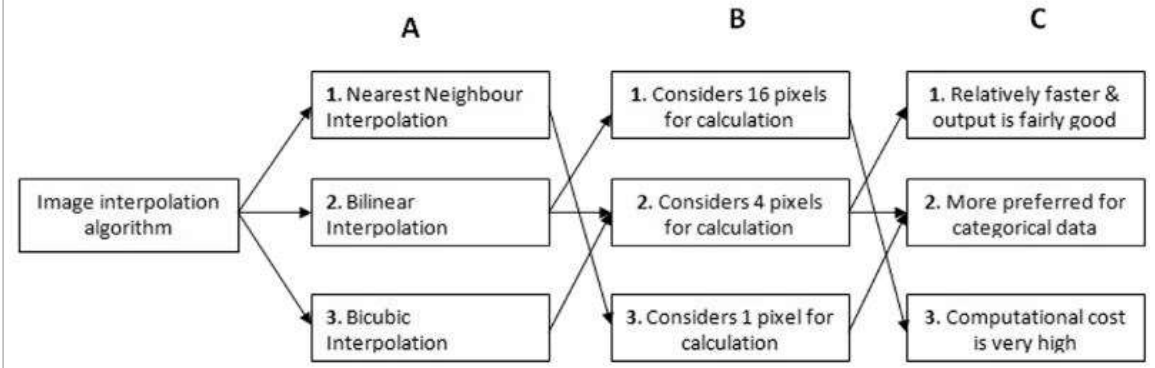 A
B
C
Image interpolation
algorithm
1. Nearest Neighbour
Interpolation
2. Bilinear
Interpolation
3. Bicubic
Interpolation
1. Considers 16 pixels
for calculation
2. Considers 4 pixels
for calculation
3. Considers 1 pixel for
calculation
1. Relatively faster &
output is fairly good
2. More preferred for
categorical data
3. Computational cost
is very high